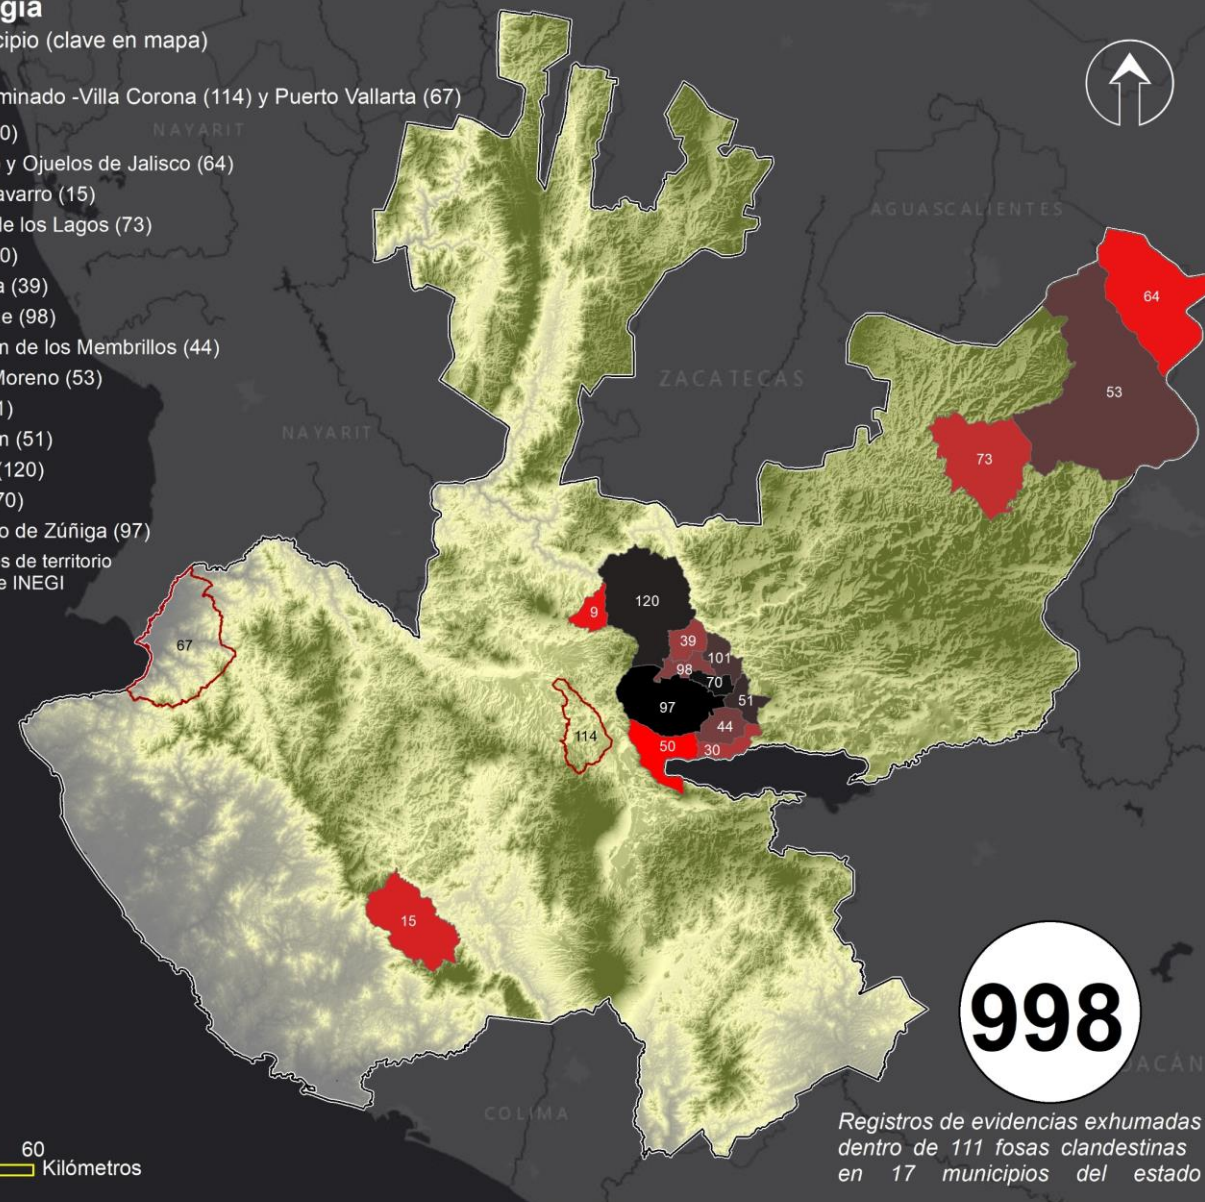 gía
cipio (clave en mapa)
minado -Villa Corona (114) y Puerto Vallarta (67)
0)
y Ojuelos de Jalisco (64)
avarro (15)
de los Lagos (73)
0)
a (39)
e (98)
n de los Membrillos (44)
Moreno (53)
1)
n (51)
(120)
70)
o de Zúñiga (97)
s de territorio
e INEGI
NAYARIT
AGUASCALIENTES
ZACATECAS
NAYARIT
64
53
73
120
9
39
101
98
70
51
97
44
50
30
67
114
15
998
OACÁN
COLIMA
Registros de evidencias exhumadas
dentro de 111 fosas clandestinas
en 17 municipios del estado
60
Kilómetros